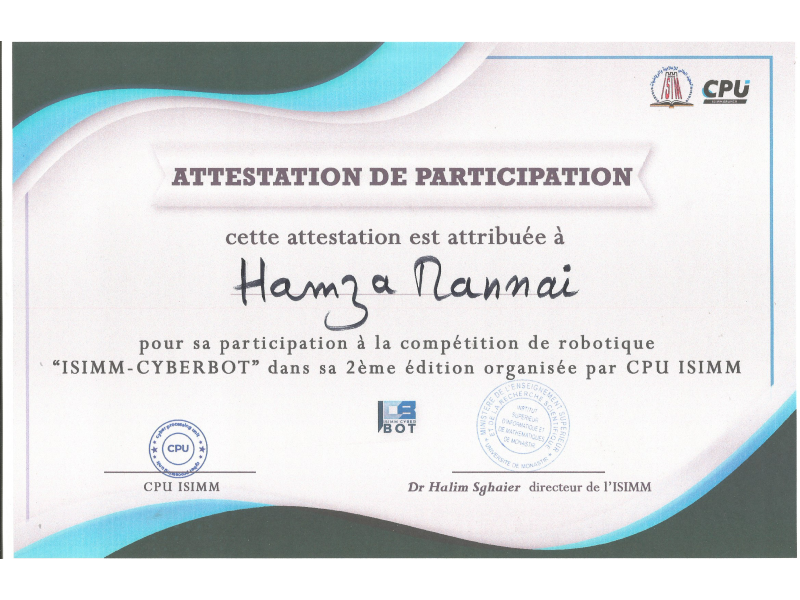 ISIM
CPU
ATTESTATION DE PARTICIPATION
cette attestation est attribuée à
Hamza Mannai
pour sa participation à la compétition de robotique
“ISIMM-CYBERBOT” dans sa 2ème édition organisée par CPU ISIMM
MINISTERE DE L'ENSEIGNEMENT SUPERIEUR
ET DE LA RECHERCHE SCIENTIFIQUE
INSTITUT
SUPERIEUR
D'INFORMATIQUE ET
DE MATHEMATIQUES
DE MONASTIR
UNIVERSITE DE MONASTIR
ISIMM CYBER
BOT
cyber processing unit
CPU
CPU ISIMM
Dr Halim Sghaier directeur de l'ISIMM